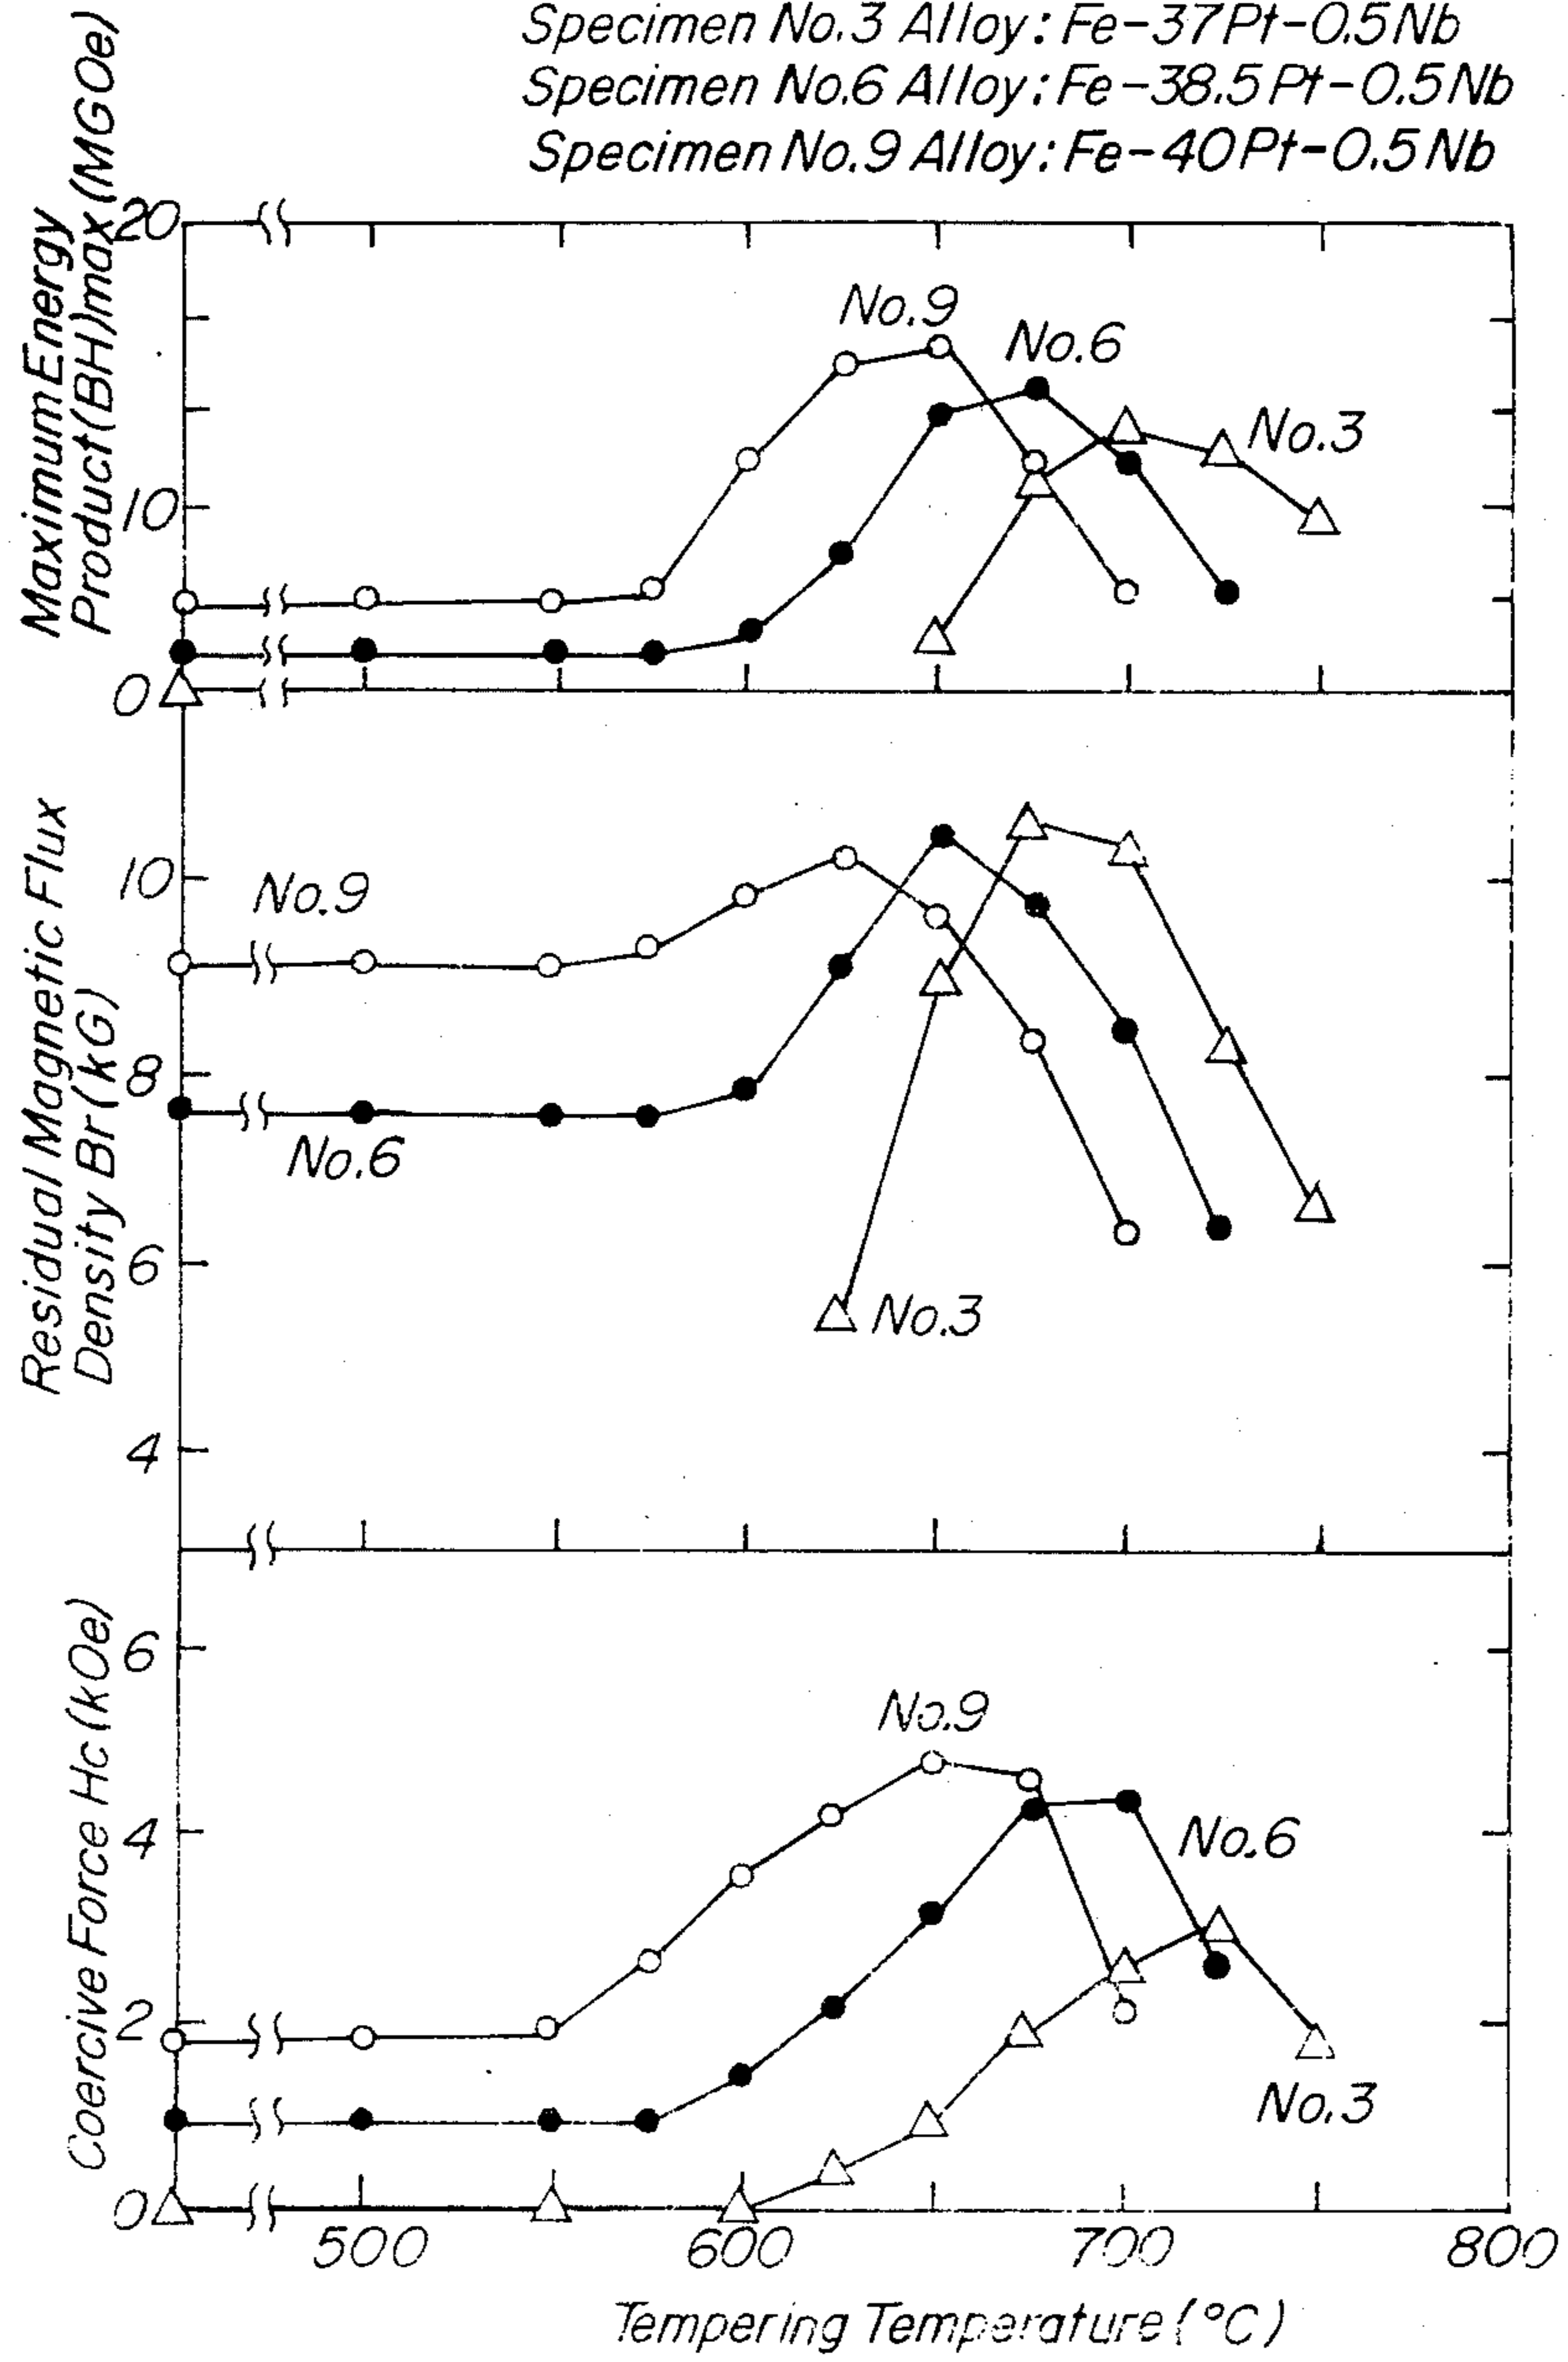 Specimen No.3 Alloy: Fe-37Pt-0.5Nb
Specimen No.6 Alloy: Fe-38.5Pt-0.5Nb
Specimen No.9 Alloy: Fe-40Pt-0.5Nb
Maximum Energy
Product (BH)max (MGOe)
20
10
0
No.9
No.6
No.3
Residual Magnetic Flux
Density Br (kG)
10
8
6
4
No.9
No.6
No.3
Coercive Force Hc (kOe)
6
4
2
0
No.9
No.6
No.3
500 600 700 800
Tempering Temperature (°C)